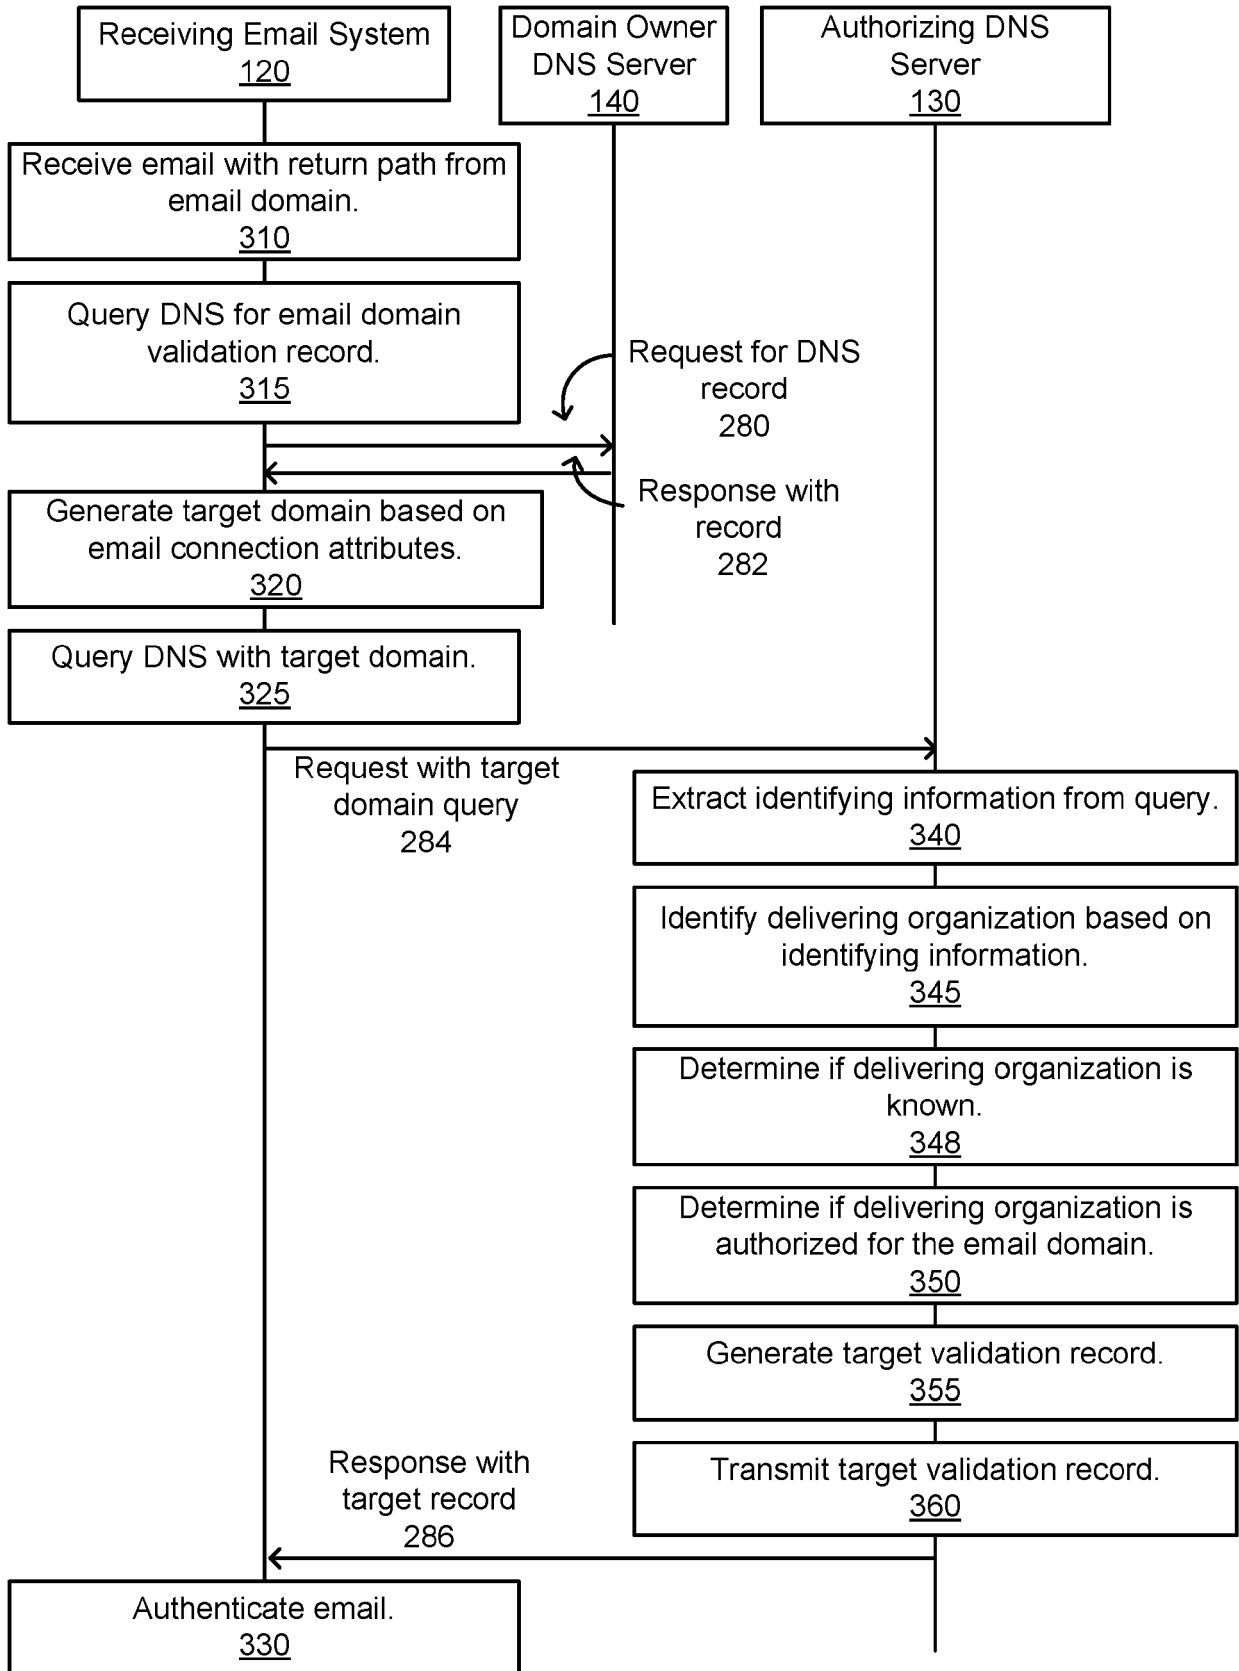 Receiving Email System
120
Domain Owner
DNS Server
140
Authorizing DNS
Server
130
Receive email with return path from
email domain.
310
Query DNS for email domain
validation record.
315
Request for DNS
record
280
Response with
record
282
Generate target domain based on
email connection attributes.
320
Query DNS with target domain.
325
Request with target
domain query
284
Extract identifying information from query.
340
Identify delivering organization based on
identifying information.
345
Determine if delivering organization is
known.
348
Determine if delivering organization is
authorized for the email domain.
350
Generate target validation record.
355
Transmit target validation record.
360
Response with
target record
286
Authenticate email.
330